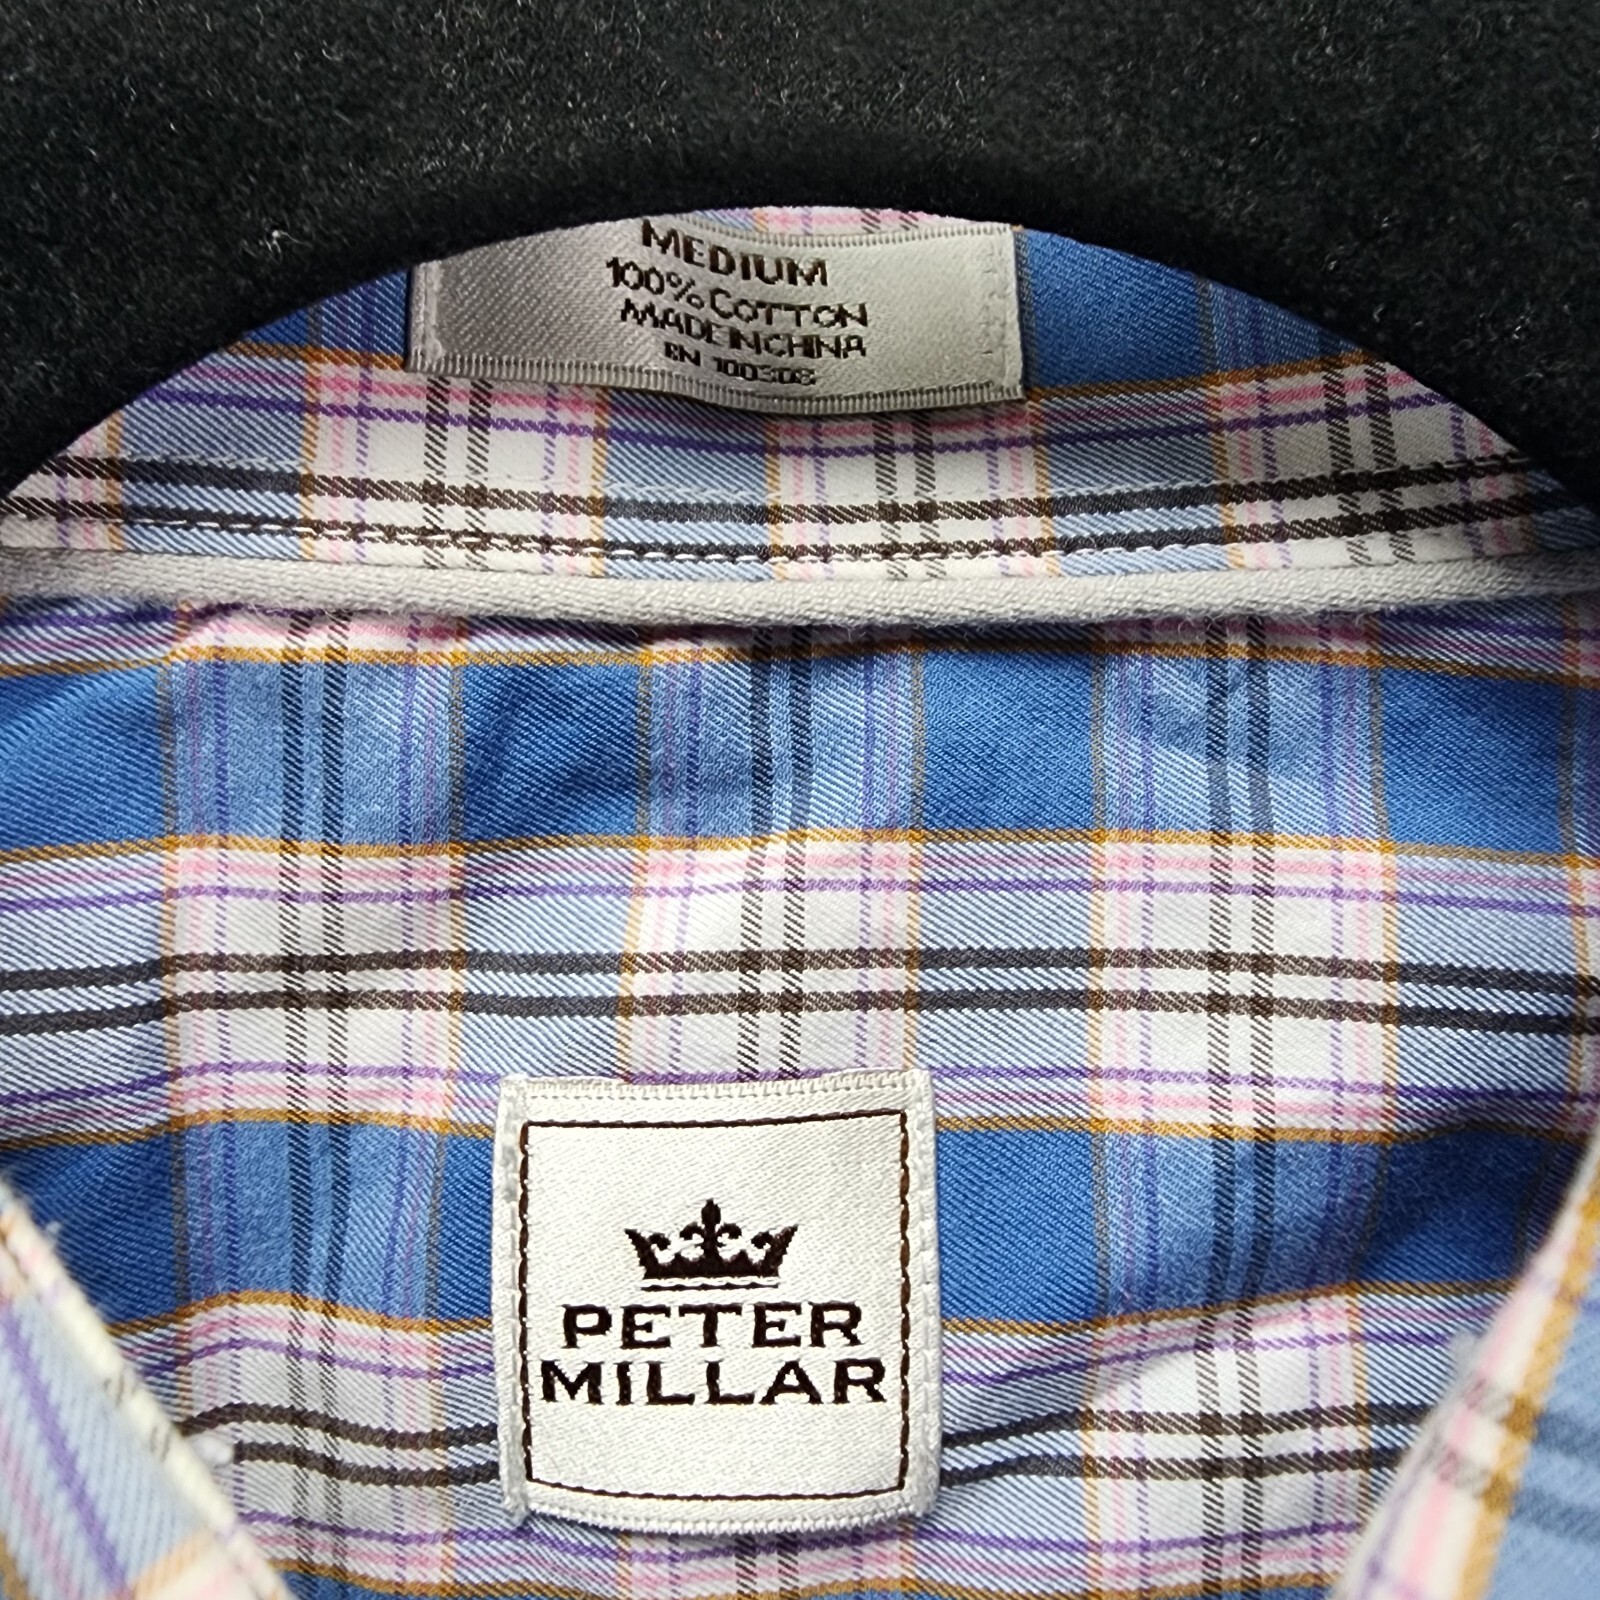 MEDIUM
100% COTTON
MADE IN CHINA
RN 100308
PETER
MILLAR